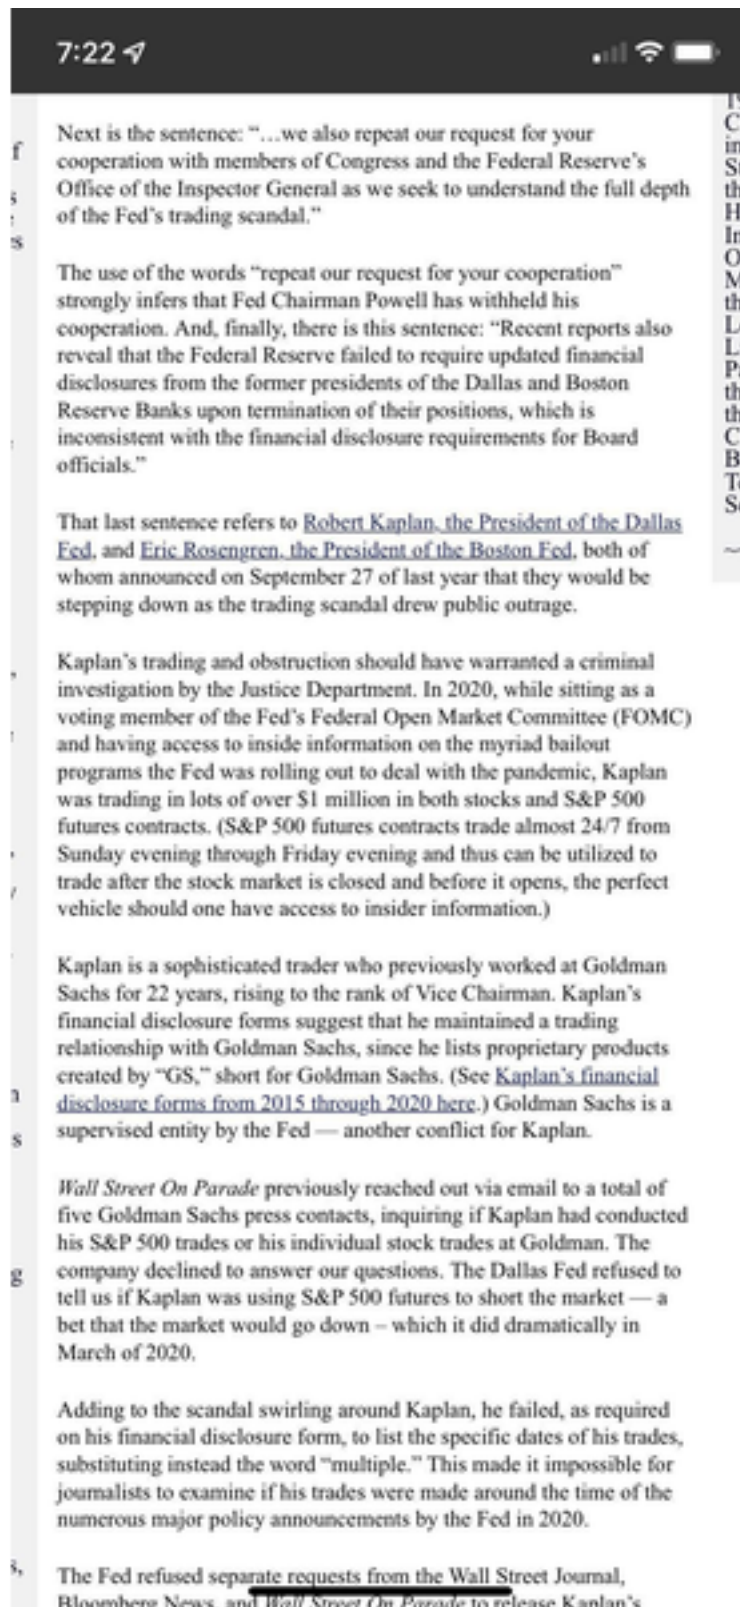 7:22
Next is the sentence: “…we also repeat our request for your
cooperation with members of Congress and the Federal Reserve’s
Office of the Inspector General as we seek to understand the full depth
of the Fed’s trading scandal.”
The use of the words “repeat our request for your cooperation”
strongly infers that Fed Chairman Powell has withheld his
cooperation. And, finally, there is this sentence: “Recent reports also
reveal that the Federal Reserve failed to require updated financial
disclosures from the former presidents of the Dallas and Boston
Reserve Banks upon termination of their positions, which is
inconsistent with the financial disclosure requirements for Board
officials.”
That last sentence refers to Robert Kaplan, the President of the Dallas
Fed, and Eric Rosengren, the President of the Boston Fed, both of
whom announced on September 27 of last year that they would be
stepping down as the trading scandal drew public outrage.
Kaplan’s trading and obstruction should have warranted a criminal
investigation by the Justice Department. In 2020, while sitting as a
voting member of the Fed’s Federal Open Market Committee (FOMC)
and having access to inside information on the myriad bailout
programs the Fed was rolling out to deal with the pandemic, Kaplan
was trading in lots of over $1 million in both stocks and S&P 500
futures contracts. (S&P 500 futures contracts trade almost 24/7 from
Sunday evening through Friday evening and thus can be utilized to
trade after the stock market is closed and before it opens, the perfect
vehicle should one have access to insider information.)
Kaplan is a sophisticated trader who previously worked at Goldman
Sachs for 22 years, rising to the rank of Vice Chairman. Kaplan’s
financial disclosure forms suggest that he maintained a trading
relationship with Goldman Sachs, since he lists proprietary products
created by “GS,” short for Goldman Sachs. (See Kaplan’s financial
disclosure forms from 2015 through 2020 here.) Goldman Sachs is a
supervised entity by the Fed — another conflict for Kaplan.
Wall Street On Parade previously reached out via email to a total of
five Goldman Sachs press contacts, inquiring if Kaplan had conducted
his S&P 500 trades or his individual stock trades at Goldman. The
company declined to answer our questions. The Dallas Fed refused to
tell us if Kaplan was using S&P 500 futures to short the market — a
bet that the market would go down – which it did dramatically in
March of 2020.
Adding to the scandal swirling around Kaplan, he failed, as required
on his financial disclosure form, to list the specific dates of his trades,
substituting instead the word “multiple.” This made it impossible for
journalists to examine if his trades were made around the time of the
numerous major policy announcements by the Fed in 2020.
The Fed refused separate requests from the Wall Street Journal,
Bloomberg News, and Wall Street On Parade to release Kaplan’s